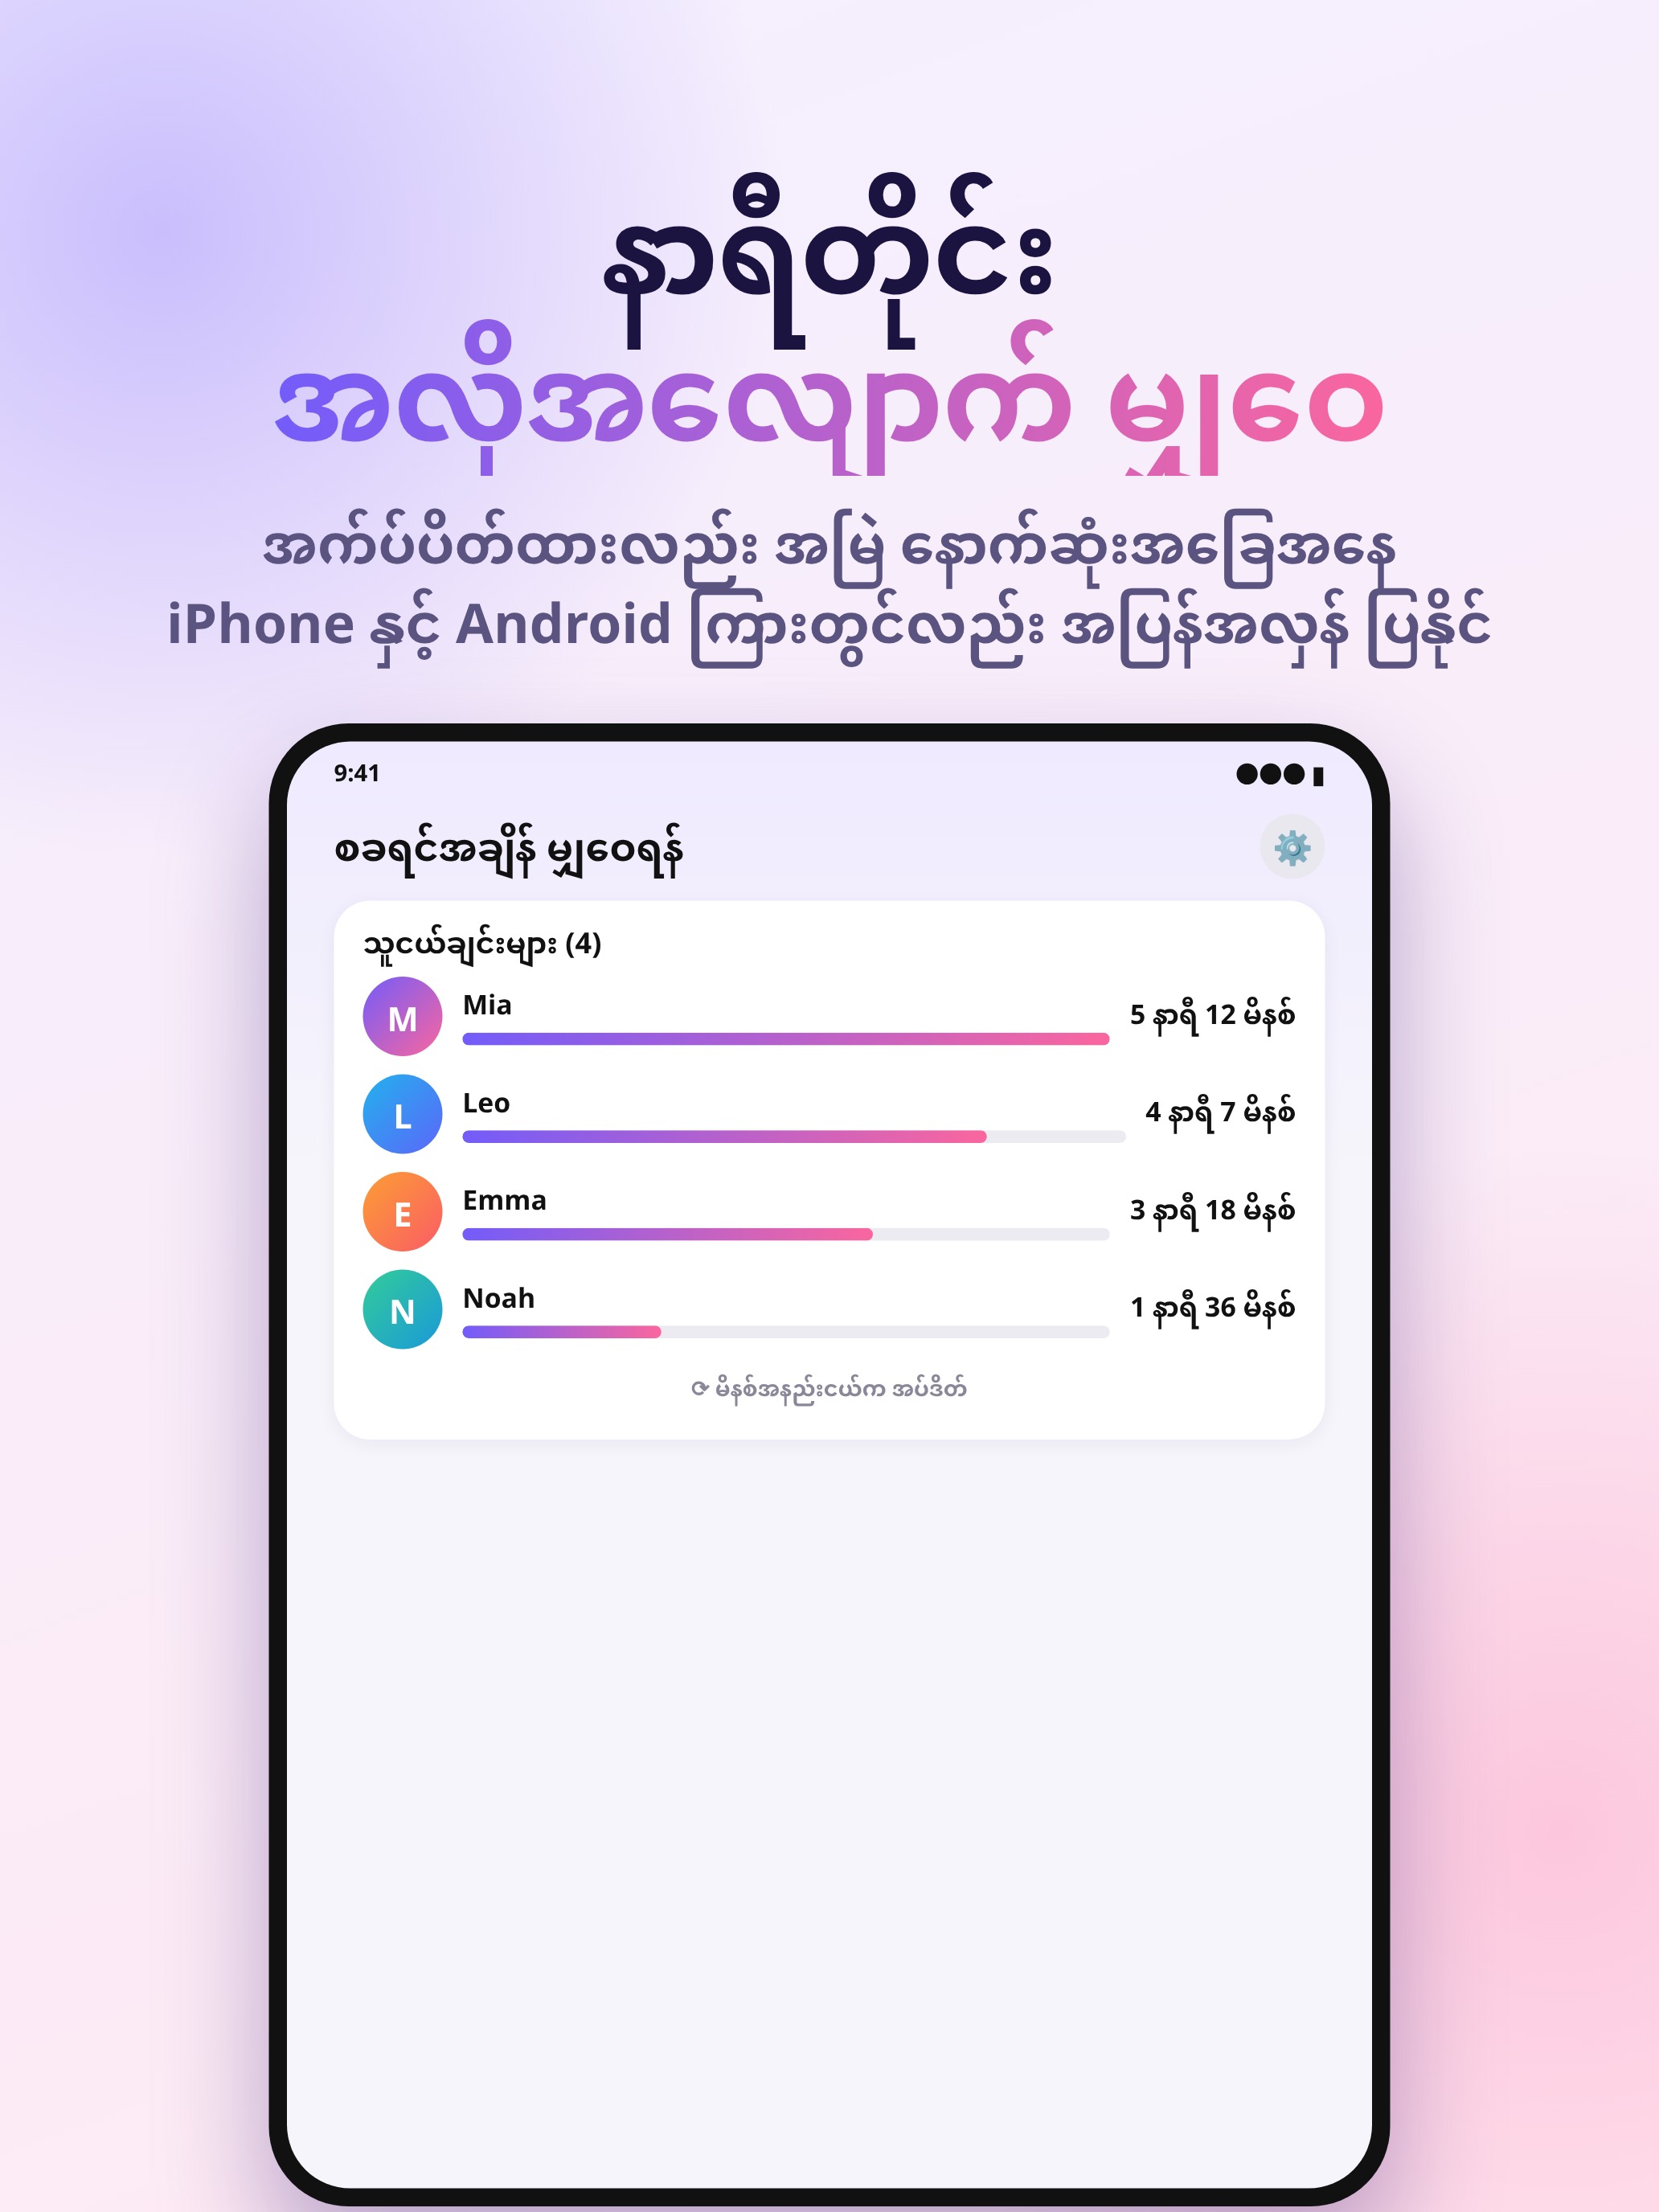 နာရီတိုင်း
အလိုအလျောက် မျှဝေ
အက်ပ်ပိတ်ထားလည်း အမြဲ နောက်ဆုံးအခြေအနေ
iPhone နှင့် Android ကြားတွင်လည်း အပြန်အလှန် ပြနိုင်
9:41
စခရင်အချိန် မျှဝေရန်
သူငယ်ချင်းများ (4)
M
Mia
5 နာရီ 12 မိနစ်
L
Leo
4 နာရီ 7 မိနစ်
E
Emma
3 နာရီ 18 မိနစ်
N
Noah
1 နာရီ 36 မိနစ်
⟳ မိနစ်အနည်းငယ်က အပ်ဒိတ်